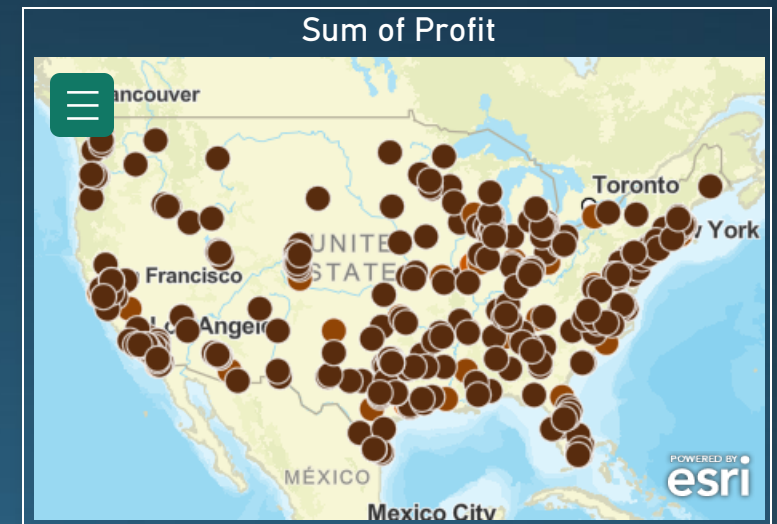 Sum of Profit
ancouver
Toronto
York
UNITE
STATE
Francisco
Angel
MÉXICO
POWERED BY
esri
Mexico City